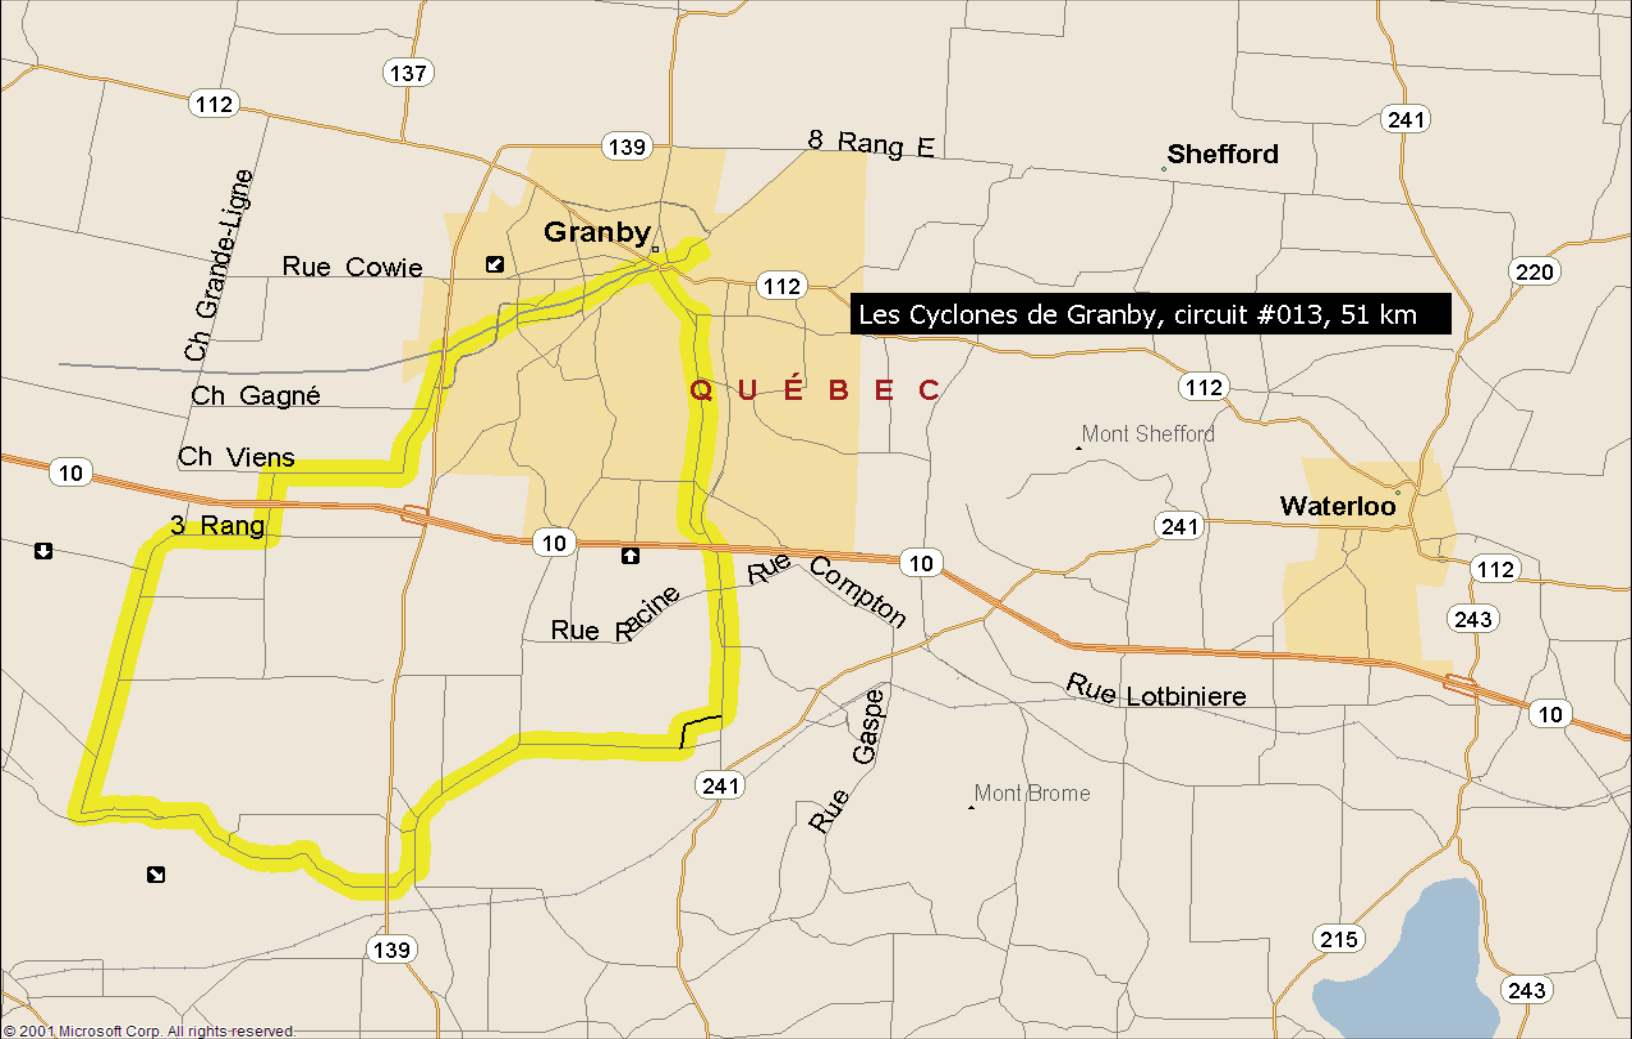 137
112
241
139
8 Rang E
Shefford
Ch Grande-Ligne
Granby
Rue Cowie
112
220
Les Cyclones de Granby, circuit #013, 51 km
Ch Gagné
QUÉBEC
112
Mont Shefford
Ch Viens
10
Waterloo
3 Rang
241
10
10
112
Rue Compton
Rue Racine
243
Rue Lotbiniere
Rue Gaspe
10
241
Mont Brome
139
215
243
© 2001 Microsoft Corp. All rights reserved.